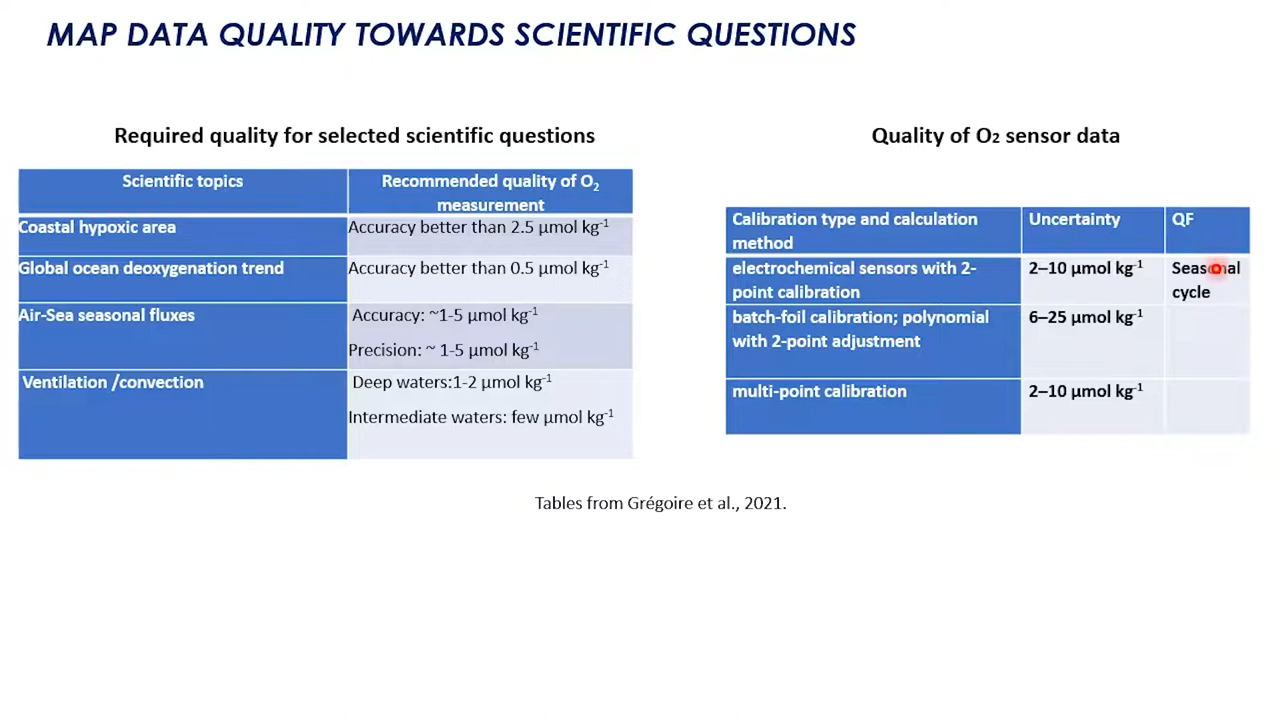 MAP DATA QUALITY TOWARDS SCIENTIFIC QUESTIONS
Required quality for selected scientific questions
Scientific topics
Recommended quality of O₂
measurement
Coastal hypoxic area
Accuracy better than 2.5 µmol kg⁻¹
Global ocean deoxygenation trend
Accuracy better than 0.5 µmol kg⁻¹
Air-Sea seasonal fluxes
Accuracy: ~1-5 µmol kg⁻¹
Precision: ~ 1-5 µmol kg⁻¹
Ventilation /convection
Deep waters:1-2 µmol kg⁻¹
Intermediate waters: few µmol kg⁻¹
Quality of O₂ sensor data
Calibration type and calculation
method
Uncertainty
QF
electrochemical sensors with 2-
point calibration
2–10 µmol kg⁻¹
Seasonal
cycle
batch-foil calibration; polynomial
with 2-point adjustment
6–25 µmol kg⁻¹
multi-point calibration
2–10 µmol kg⁻¹
Tables from Grégoire et al., 2021.